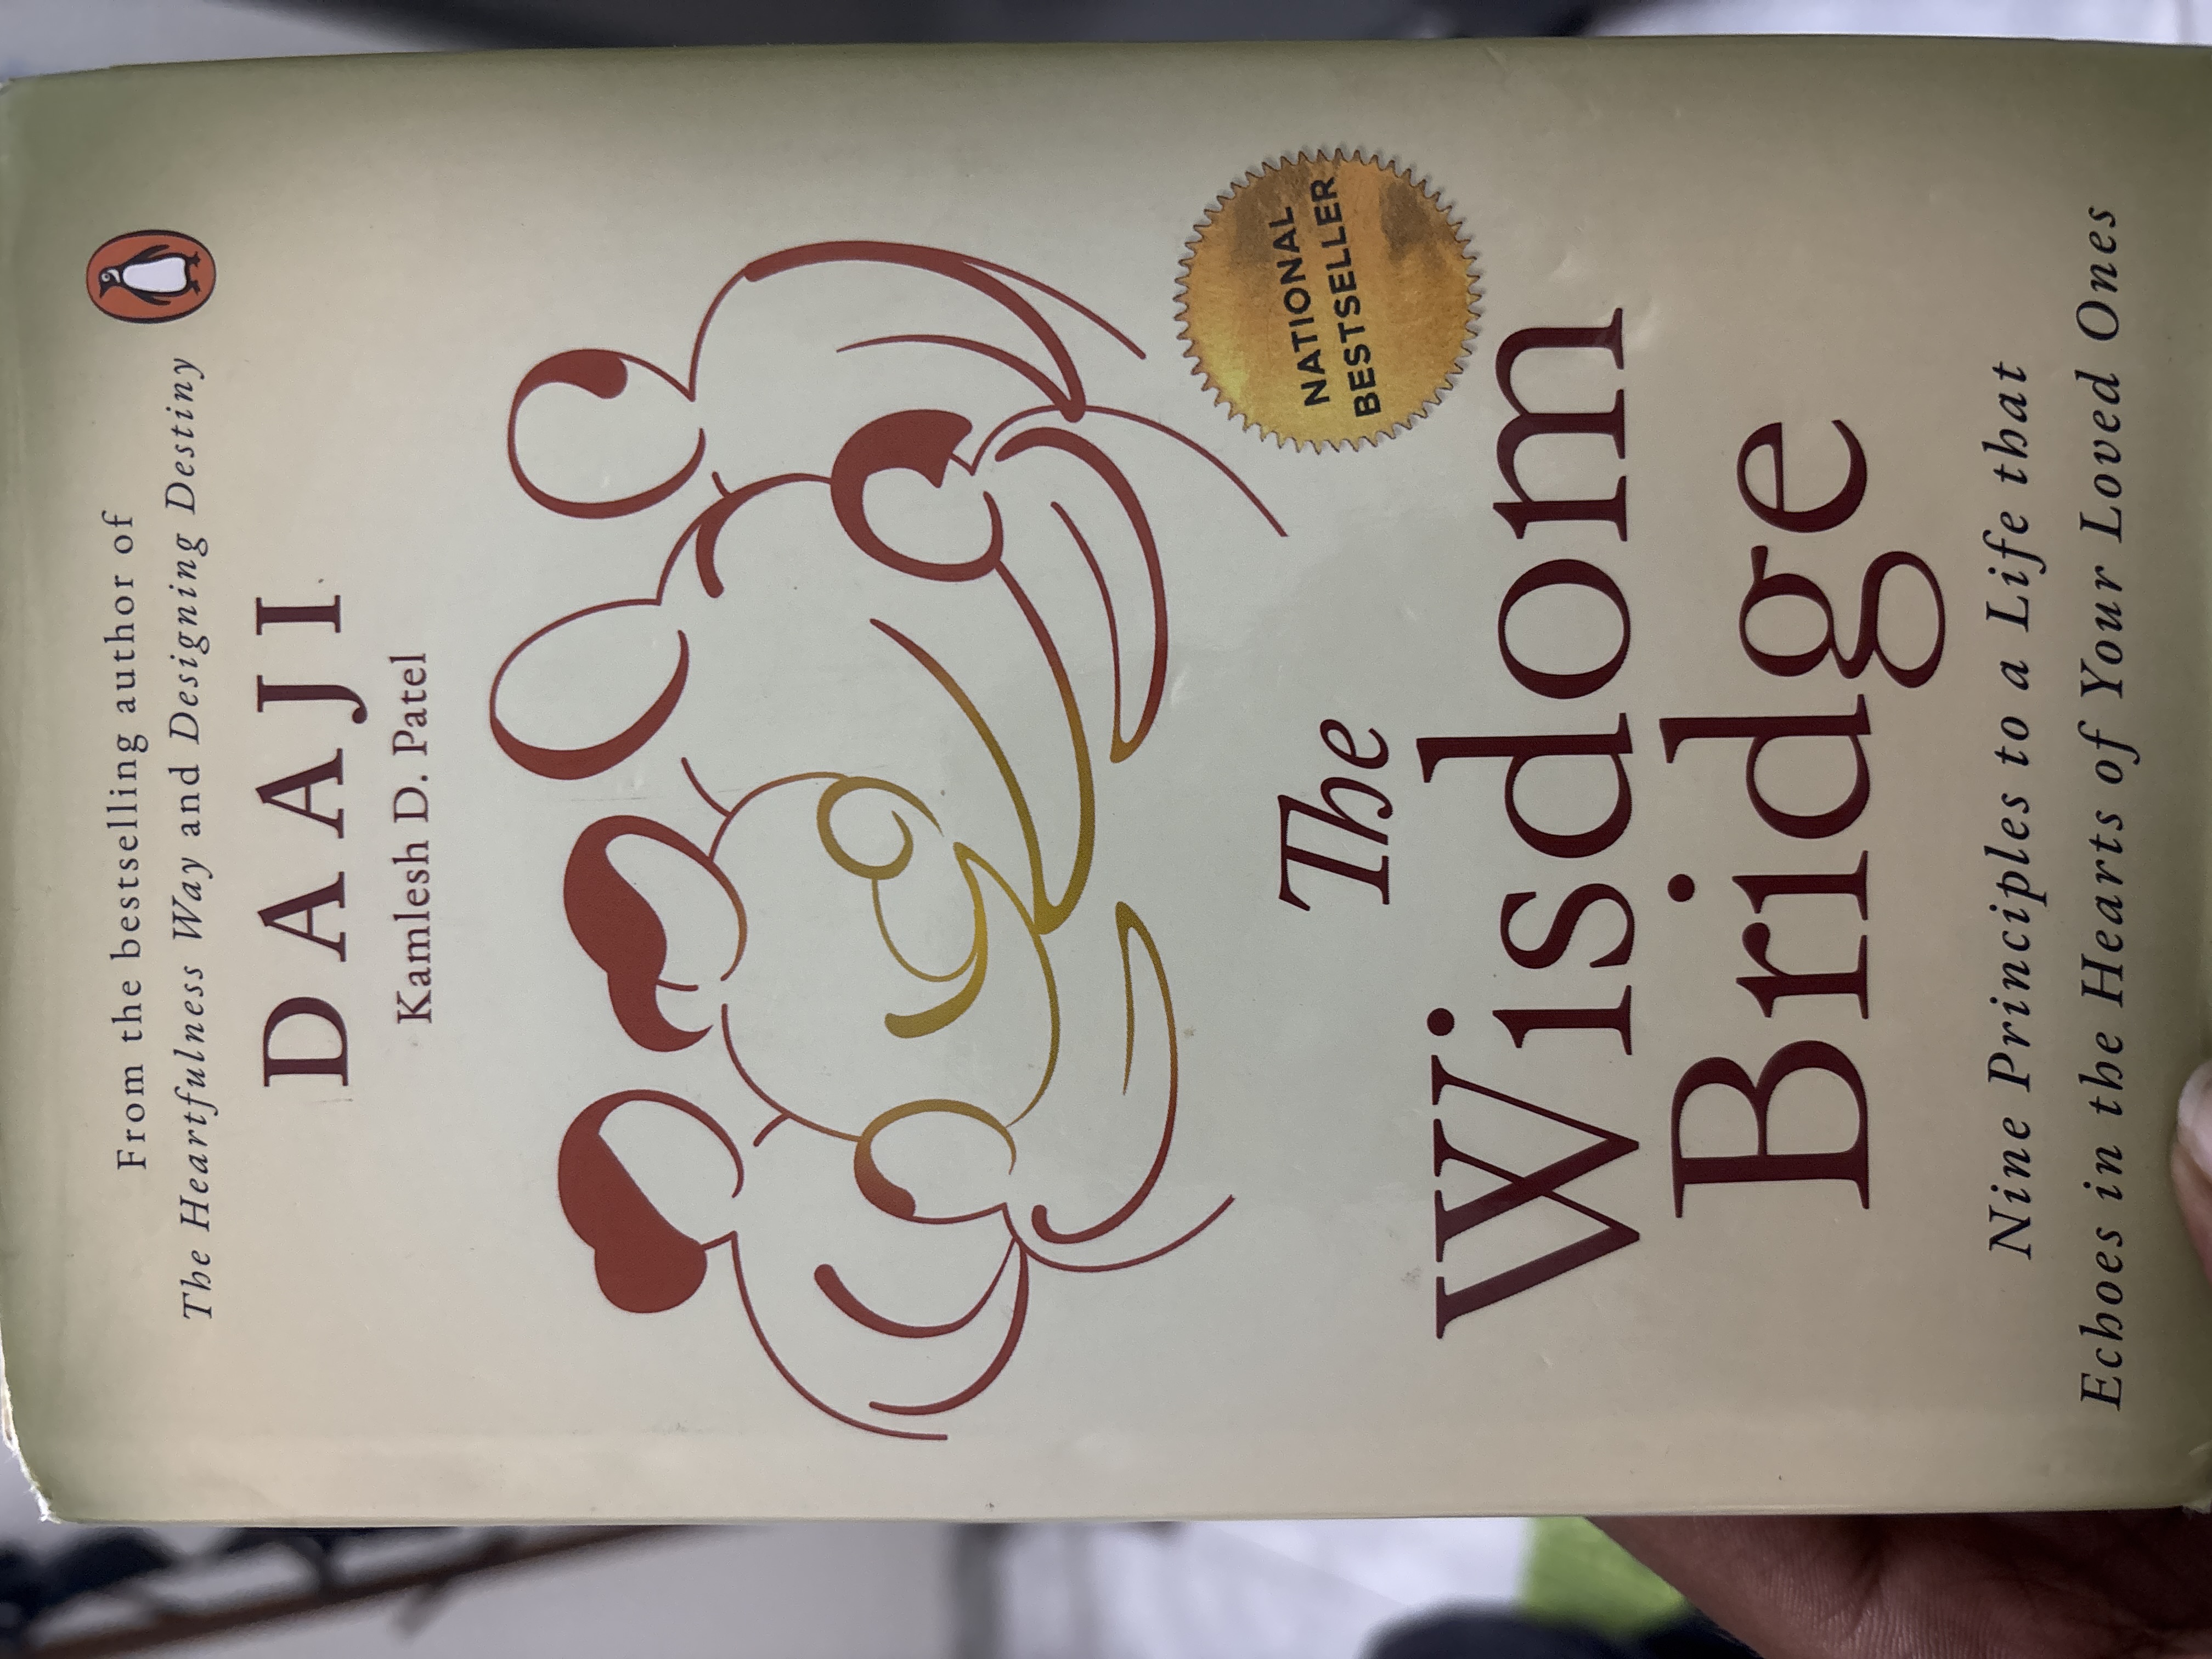 From the bestselling author of
The Heartfulness Way and Designing Destiny
DAAJI
Kamlesh D. Patel
NATIONAL
BESTSELLER
The
Wisdom
Bridge
Nine Principles to a Life that
Echoes in the Hearts of Your Loved Ones